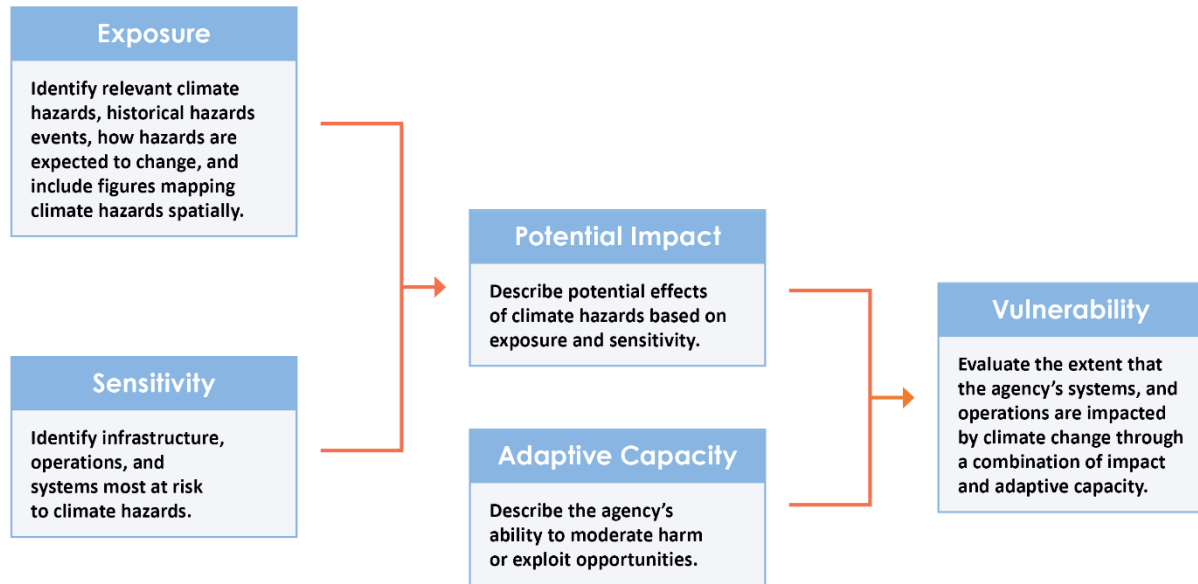 Exposure
Identify relevant climate
hazards, historical hazards
events, how hazards are
expected to change, and
include figures mapping
climate hazards spatially.
Sensitivity
Identify infrastructure,
operations, and
systems most at risk
to climate hazards.
Potential Impact
Describe potential effects
of climate hazards based on
exposure and sensitivity.
Adaptive Capacity
Describe the agency’s
ability to moderate harm
or exploit opportunities.
Vulnerability
Evaluate the extent that
the agency’s systems, and
operations are impacted
by climate change through
a combination of impact
and adaptive capacity.